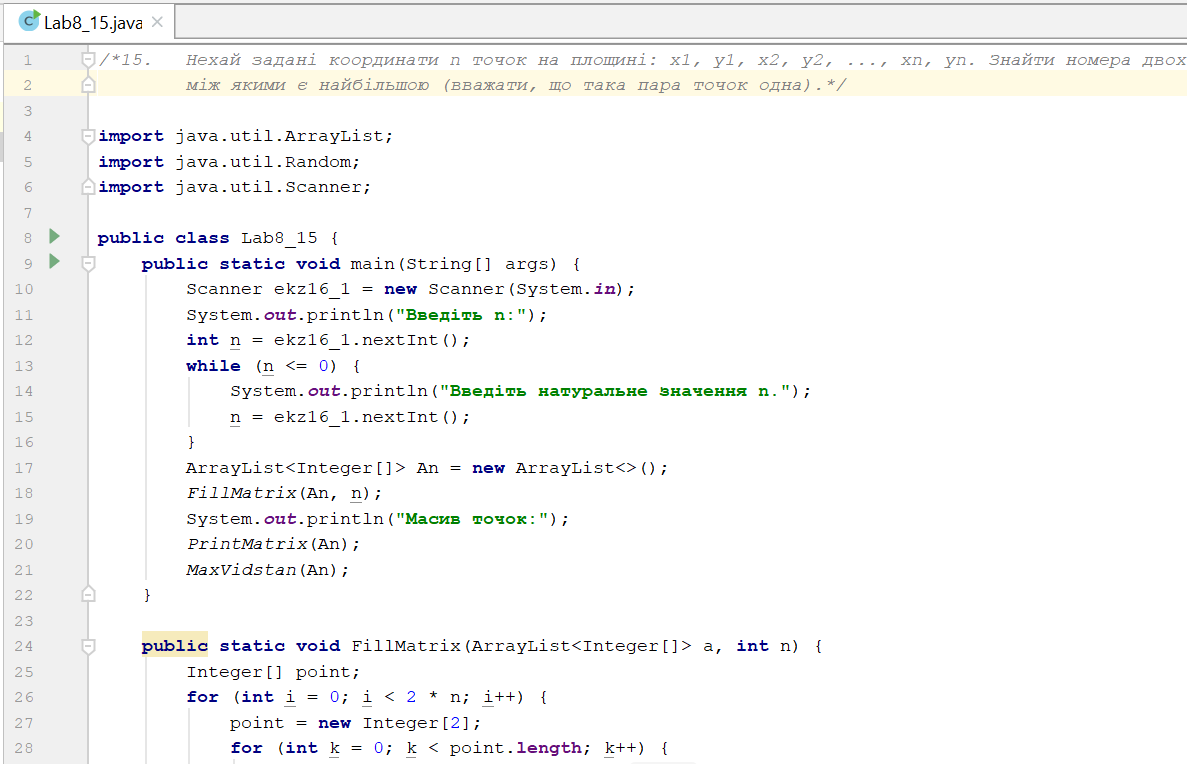 Lab8_15.java
1 /*15. Нехай задані координати n точок на площині: x1, y1, x2, y2, ..., xn, yn. Знайти номера двох
2 між якими є найбільшою (вважати, що така пара точок одна).*/
3
4 import java.util.ArrayList;
5 import java.util.Random;
6 import java.util.Scanner;
7
8 public class Lab8_15 {
9 public static void main(String[] args) {
10 Scanner ekz16_1 = new Scanner(System.in);
11 System.out.println("Введіть n:");
12 int n = ekz16_1.nextInt();
13 while (n <= 0) {
14 System.out.println("Введіть натуральне значення n.");
15 n = ekz16_1.nextInt();
16 }
17 ArrayList<Integer[]> An = new ArrayList<>();
18 FillMatrix(An, n);
19 System.out.println("Масив точок:");
20 PrintMatrix(An);
21 MaxVidstan(An);
22 }
23
24 public static void FillMatrix(ArrayList<Integer[]> a, int n) {
25 Integer[] point;
26 for (int i = 0; i < 2 * n; i++) {
27 point = new Integer[2];
28 for (int k = 0; k < point.length; k++) {